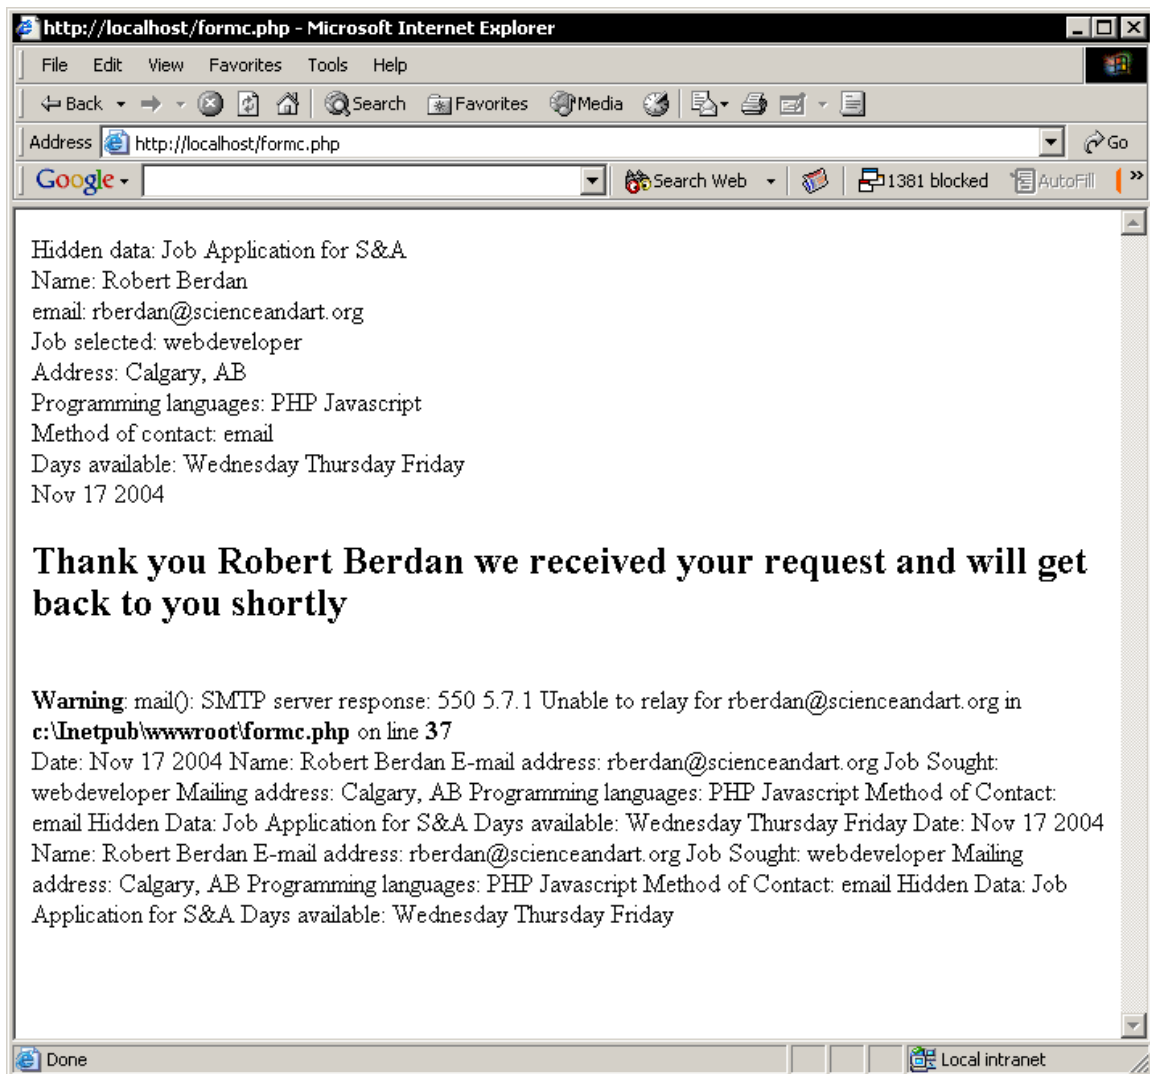 http://localhost/formc.php - Microsoft Internet Explorer
File Edit View Favorites Tools Help
Back Search Favorites Media
Address http://localhost/formc.php Go
Google Search Web 1381 blocked AutoFill »
Hidden data: Job Application for S&A
Name: Robert Berdan
email: rberdan@scienceandart.org
Job selected: webdeveloper
Address: Calgary, AB
Programming languages: PHP Javascript
Method of contact: email
Days available: Wednesday Thursday Friday
Nov 17 2004
Thank you Robert Berdan we received your request and will get
back to you shortly
Warning: mail(): SMTP server response: 550 5.7.1 Unable to relay for rberdan@scienceandart.org in
c:\Inetpub\wwwroot\formc.php on line 37
Date: Nov 17 2004 Name: Robert Berdan E-mail address: rberdan@scienceandart.org Job Sought:
webdeveloper Mailing address: Calgary, AB Programming languages: PHP Javascript Method of Contact:
email Hidden Data: Job Application for S&A Days available: Wednesday Thursday Friday Date: Nov 17 2004
Name: Robert Berdan E-mail address: rberdan@scienceandart.org Job Sought: webdeveloper Mailing
address: Calgary, AB Programming languages: PHP Javascript Method of Contact: email Hidden Data: Job
Application for S&A Days available: Wednesday Thursday Friday
Done Local intranet